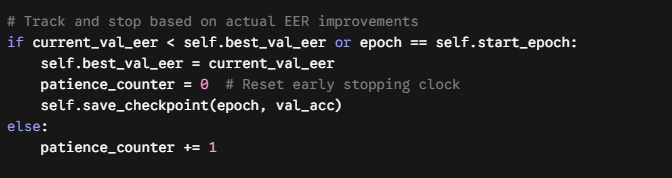 # Track and stop based on actual EER improvements
if current_val_eer < self.best_val_eer or epoch == self.start_epoch:
    self.best_val_eer = current_val_eer
    patience_counter = 0  # Reset early stopping clock
    self.save_checkpoint(epoch, val_acc)
else:
    patience_counter += 1